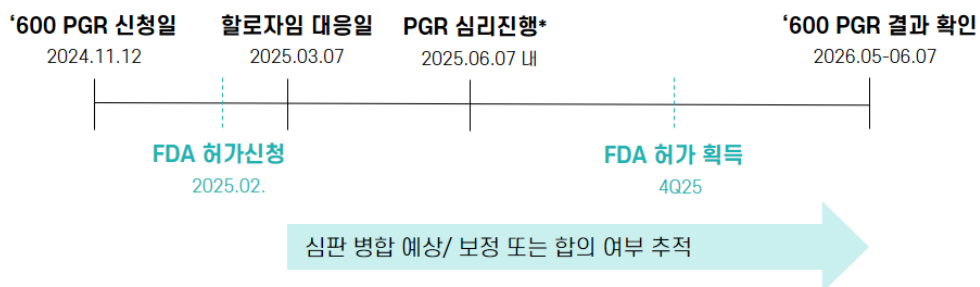 ‘600 PGR 신청일
2024.11.12
할로자임 대응일
2025.03.07
PGR 심리진행*
2025.06.07 내
‘600 PGR 결과 확인
2026.05-06.07
FDA 허가신청
2025.02.
FDA 허가 획득
4Q25
심판 병합 예상/ 보정 또는 합의 여부 추적